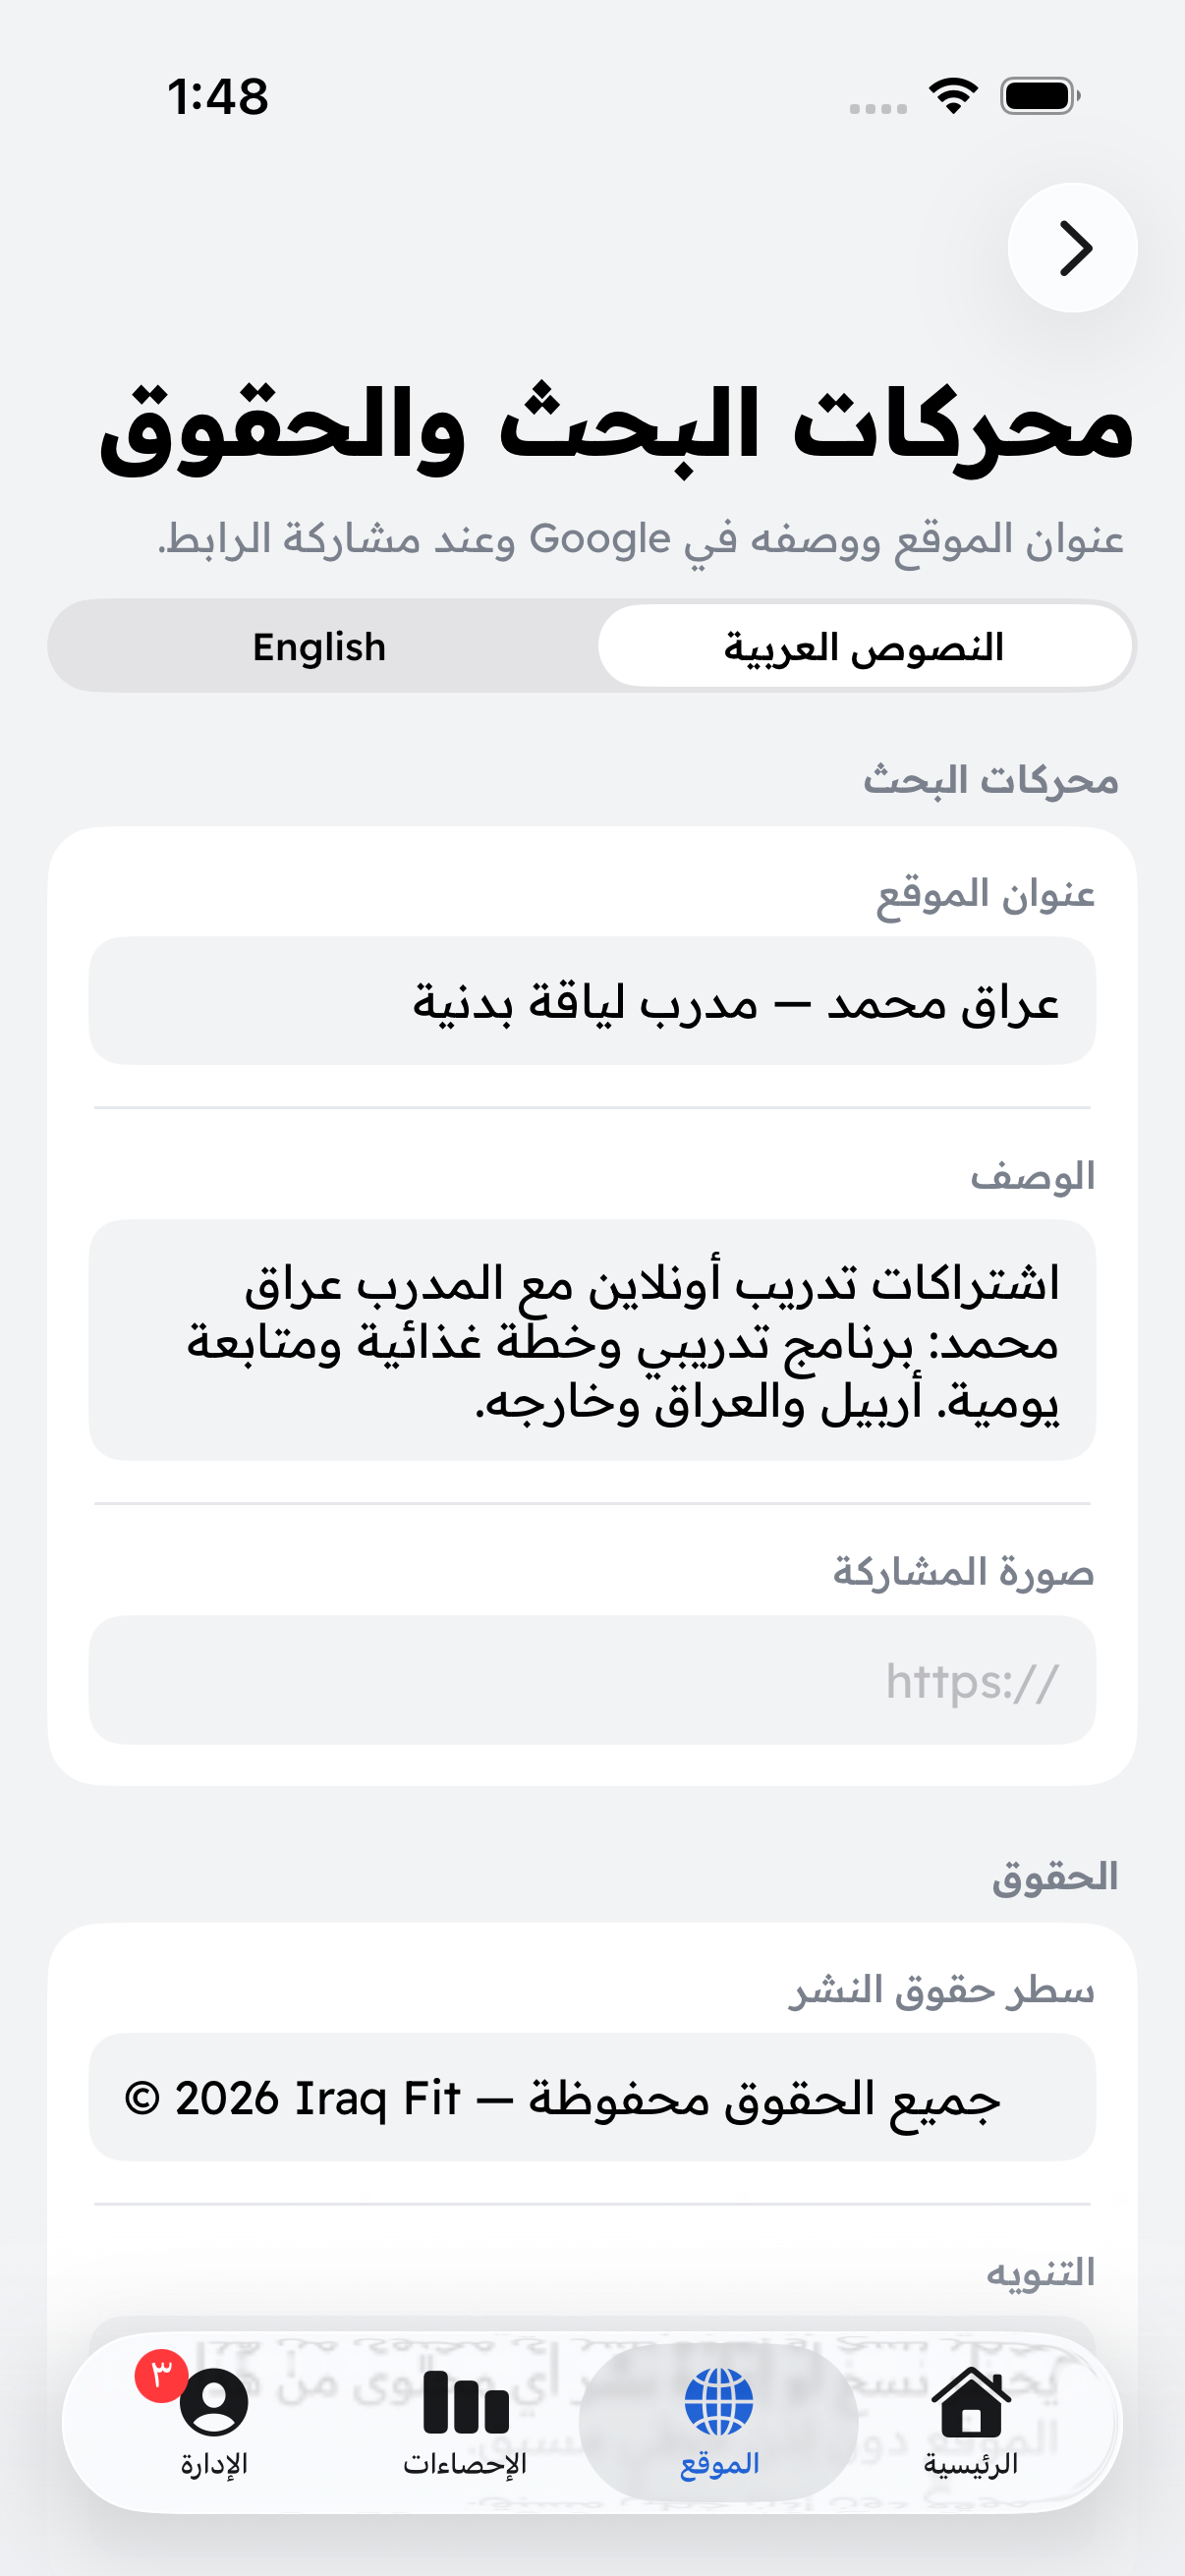 1:48
محركات البحث والحقوق
عنوان الموقع ووصفه في Google وعند مشاركة الرابط.
النصوص العربية
English
محركات البحث
عنوان الموقع
عراق محمد — مدرب لياقة بدنية
الوصف
اشتراكات تدريب أونلاين مع المدرب عراق
محمد: برنامج تدريبي وخطة غذائية ومتابعة
يومية. أربيل والعراق وخارجه.
صورة المشاركة
https://
الحقوق
سطر حقوق النشر
© 2026 Iraq Fit — جميع الحقوق محفوظة
التنويه
الرئيسية
الموقع
الإحصاءات
الإدارة
٣